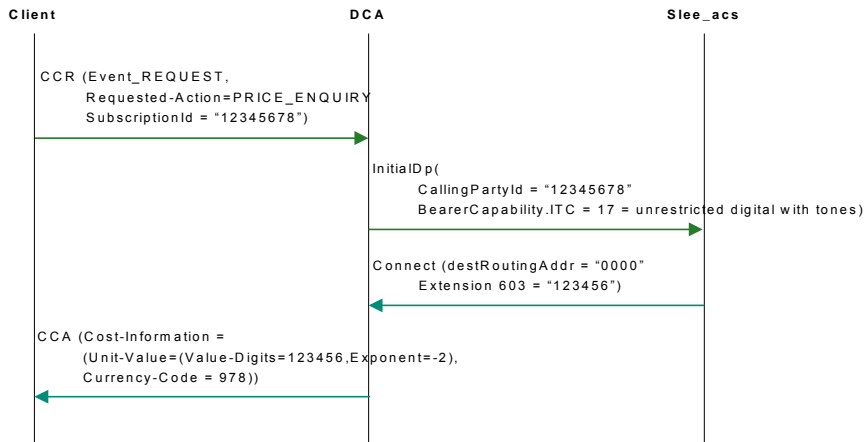 Client DCA Slee_acs
CCR (Event_REQUEST,
Requested-Action=PRICE_ENQUIRY
SubscriptionId = “12345678”)
InitialDp(
CallingPartyId = “12345678”
BearerCapability.ITC = 17 = unrestricted digital with tones)
Connect (destRoutingAddr = “0000”
Extension 603 = “123456”)
CCA (Cost-Information =
(Unit-Value=(Value-Digits=123456,Exponent=-2),
Currency-Code = 978))